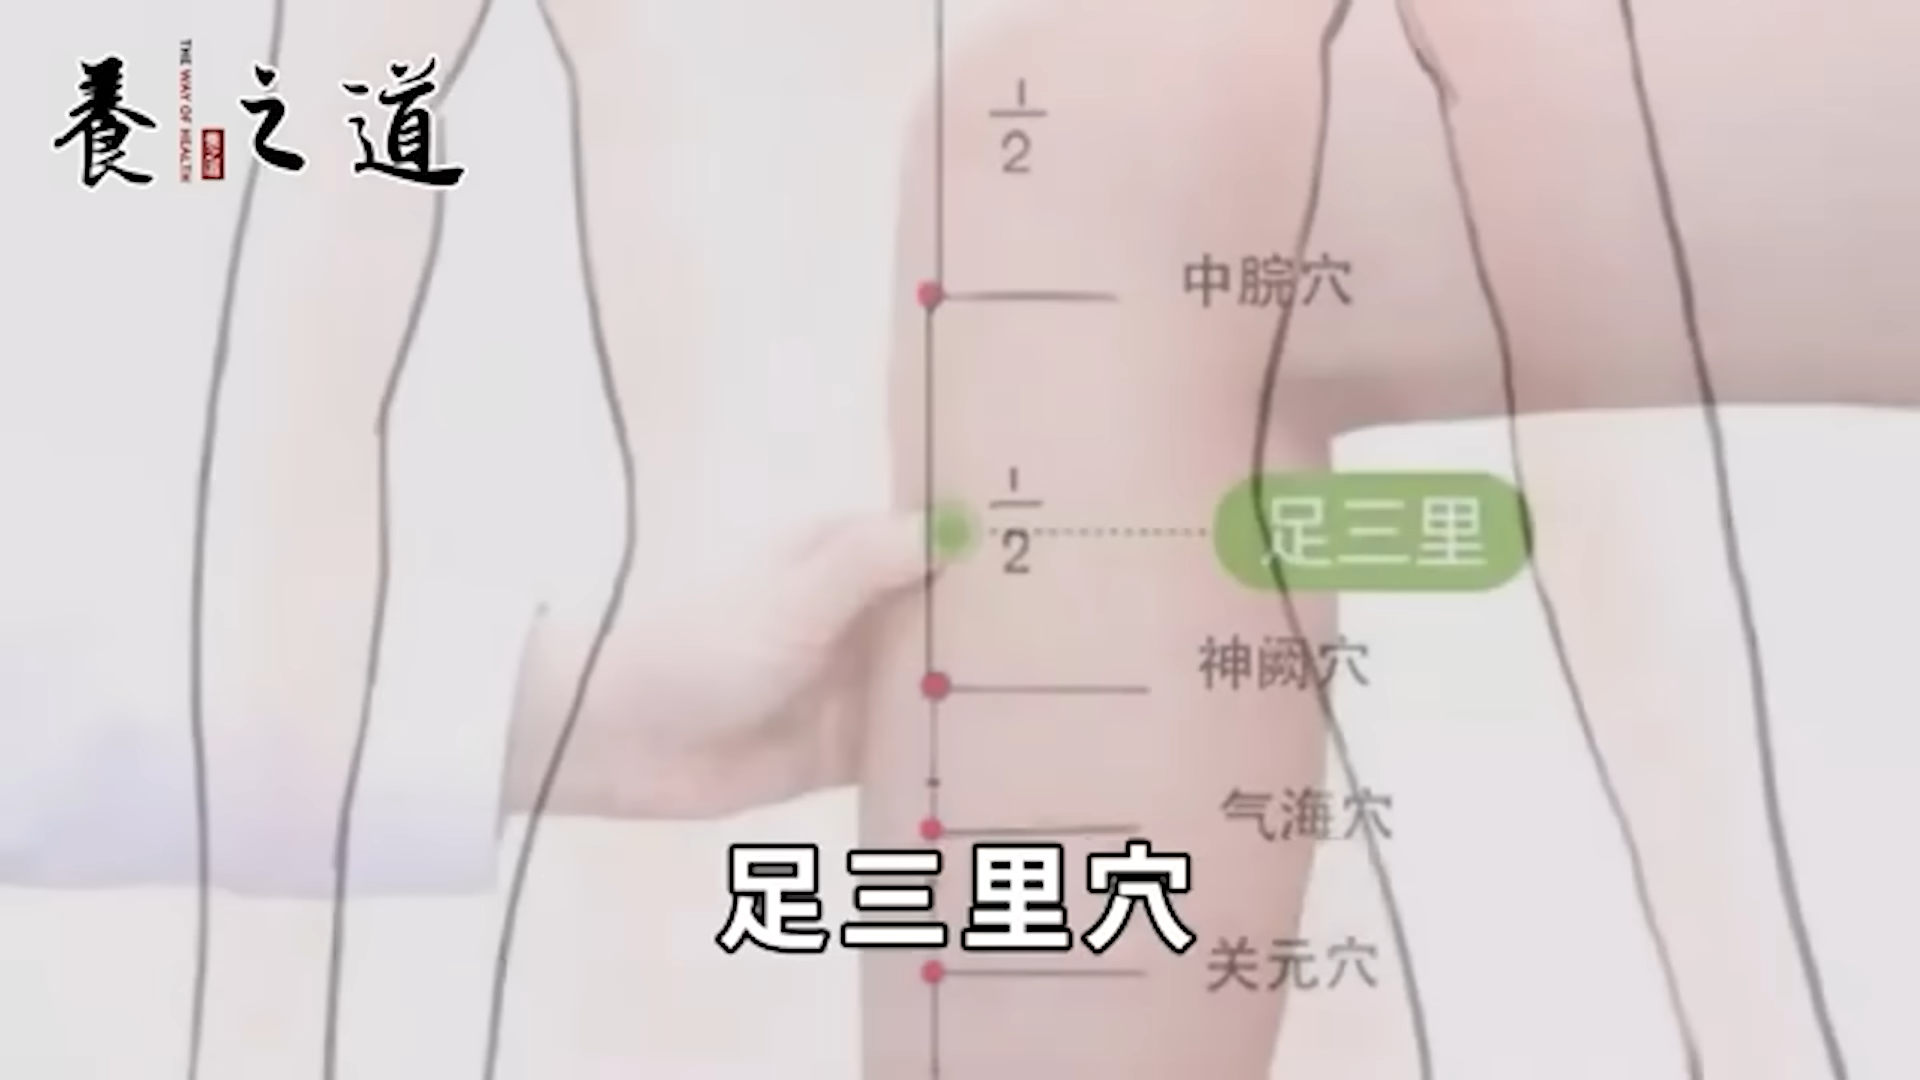 養之道
THE WAY OF HEALTH
1/2
中脘穴
1/2
足三里
神阙穴
气海穴
足三里穴
关元穴